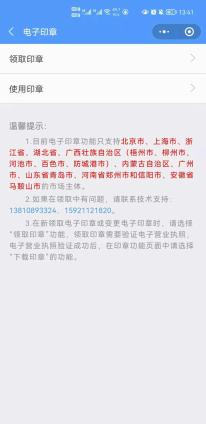 13:41
电子印章
领取印章
使用印章
温馨提示：
1.目前电子印章功能只支持北京市、上海市、浙
江省、湖北省、广西壮族自治区（梧州市、柳州市、
河池市、百色市、防城港市）、内蒙古自治区、广州
市、山东省青岛市、河南省郑州市和信阳市、安徽省
马鞍山市的市场主体。
2.如果在领取中有问题，请联系技术支持：
13810893324、15921121820。
3.在新领取电子印章或变更电子印章时，请选择
“领取印章”功能，领取印章需要验证电子营业执照，
电子营业执照验证成功后，在印章功能页面中请选择
“下载印章”的功能。